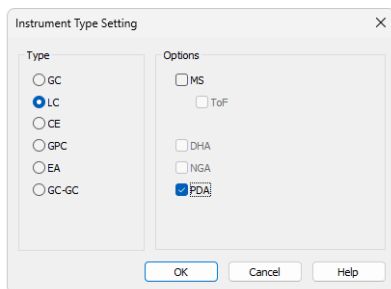 Instrument Type Setting
Type
GC
LC
CE
GPC
EA
GC-GC
Options
MS
ToF
DHA
NGA
PDA
OK Cancel Help